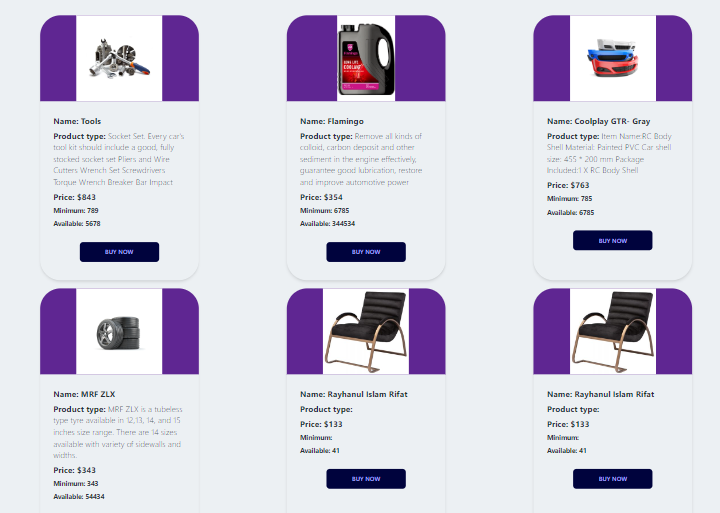 Name: Tools
Product type: Socket Set. Every car's
tool kit should include a good, fully
stocked socket set Pliers and Wire
Cutters Wrench Set Screwdrivers
Torque Wrench Breaker Bar Impact
Price: $843
Minimum: 789
Available: 5678
BUY NOW
COOLANT
Name: Flamingo
Product type: Remove all kinds of
colloid, carbon deposit and other
sediment in the engine effectively,
guarantee good lubrication, restore
and improve automotive power
Price: $354
Minimum: 6785
Available: 344534
BUY NOW
Name: Coolplay GTR- Gray
Product type: Item Name:RC Body
Shell Material: Painted PVC Car shell
size: 455 * 200 mm Package
Included:1 X RC Body Shell
Price: $763
Minimum: 785
Available: 6785
BUY NOW
Name: MRF ZLX
Product type: MRF ZLX is a tubeless
type tyre available in 12,13, 14, and 15
inches size range. There are 14 sizes
available with variety of sidewalls and
widths.
Price: $343
Minimum: 343
Available: 54434
Name: Rayhanul Islam Rifat
Product type:
Price: $133
Minimum:
Available: 41
BUY NOW
Name: Rayhanul Islam Rifat
Product type:
Price: $133
Minimum:
Available: 41
BUY NOW